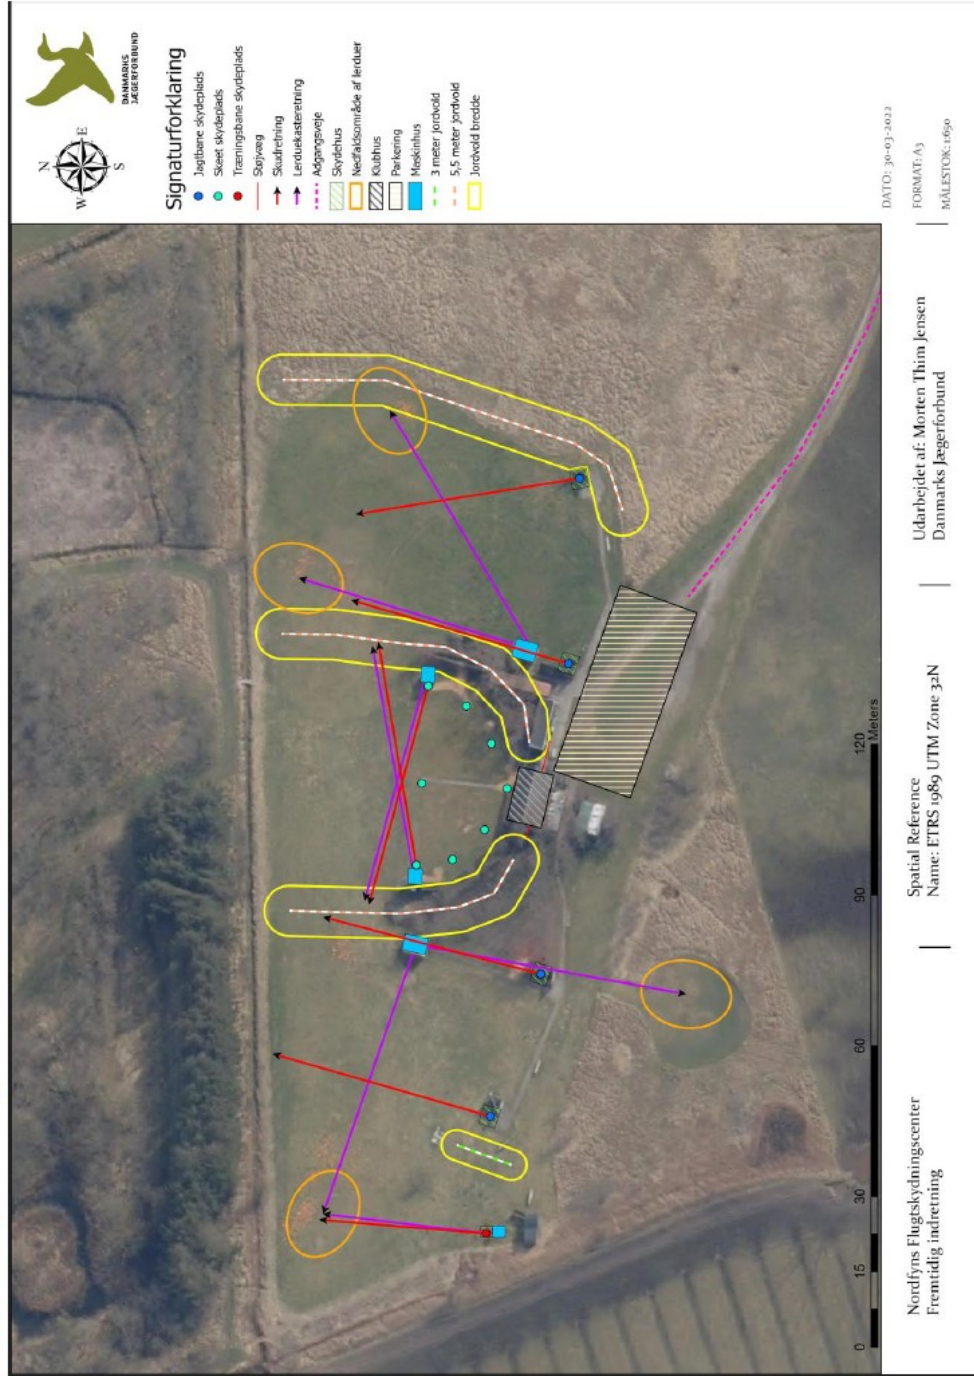 DANMARKS
JÆGERFORBUND
N
E
S
W
Signaturforklaring
Jagtbane skydeplads
Skeet skydeplads
Træningsbane skydeplads
Støjvæg
Skudretning
Lerduekasteretning
Adgangsveje
Skydehus
Nedfaldsområde af lerduer
Klubhus
Parkering
Maskinhus
3 meter jordvold
5,5 meter jordvold
Jordvold bredde
0 15 30 60 90 120
Meters
Nordfyns Flugtskydningscenter
Fremtidig indretning
Spatial Reference
Name: ETRS 1989 UTM Zone 32N
Udarbejdet af: Morten Thim Jensen
Danmarks Jægerforbund
DATO: 30-03-2022
FORMAT: A3
MÅLESTOK: 1:650